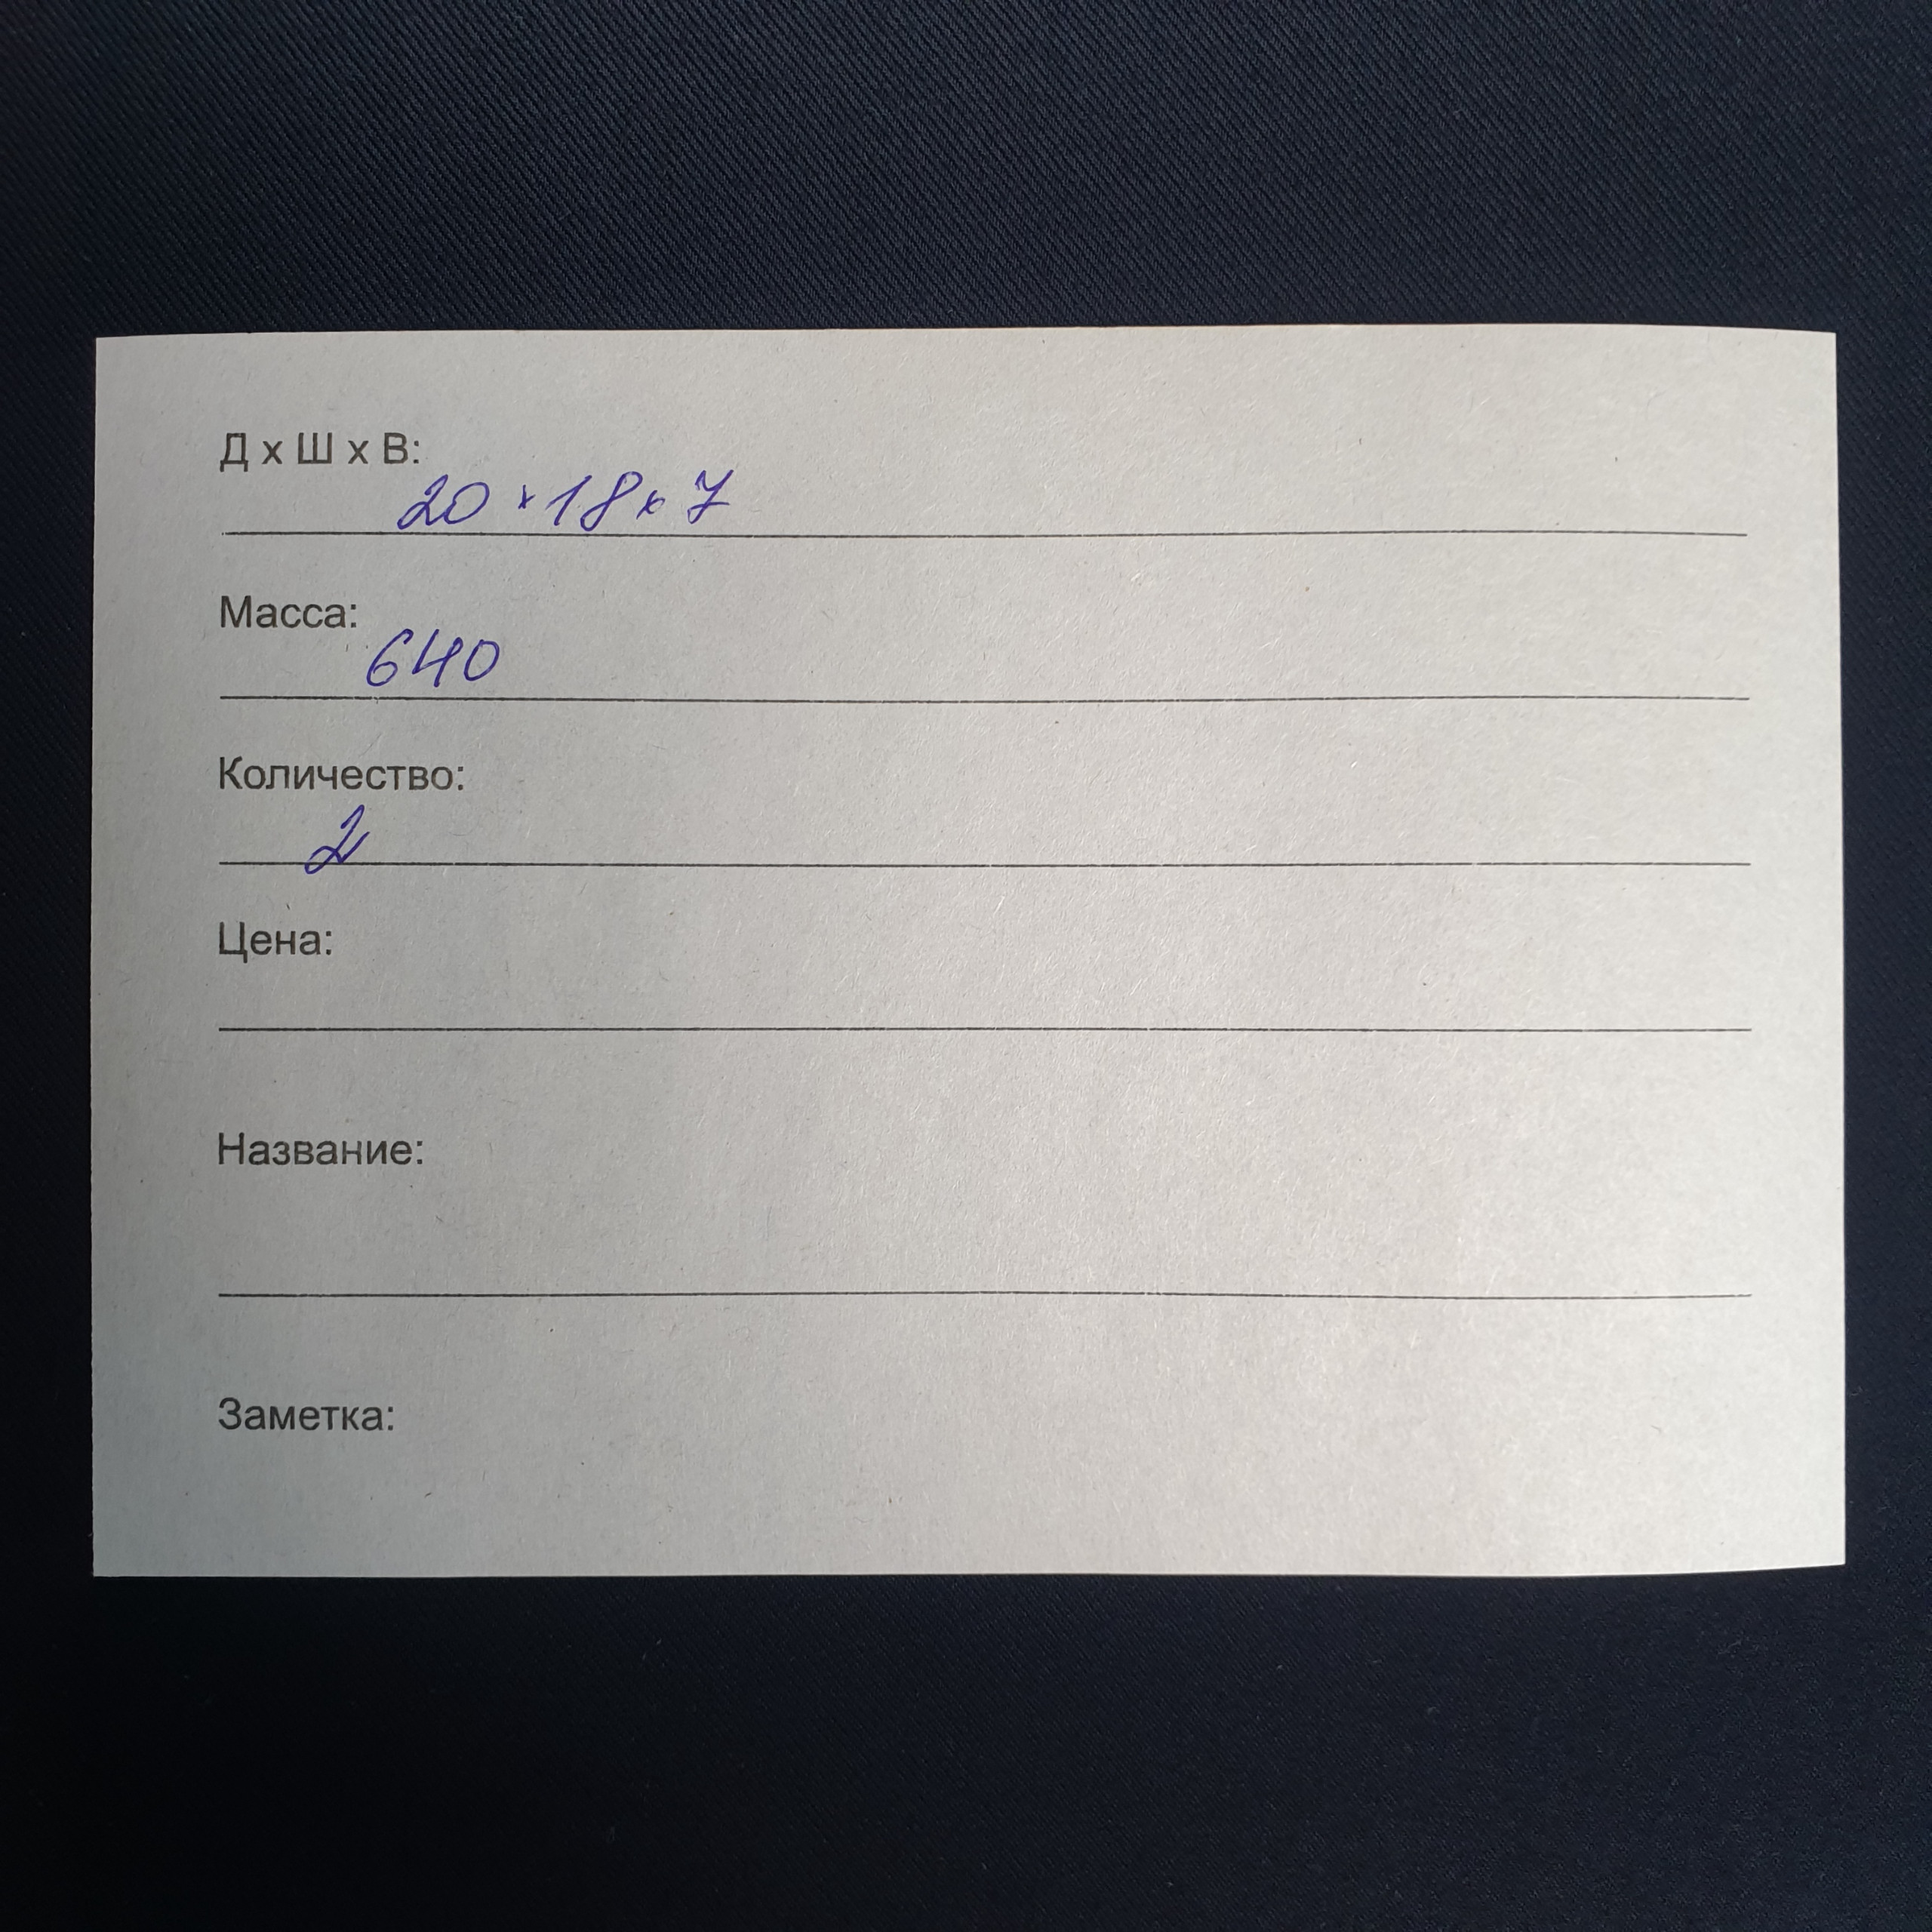 Д х Ш х В:
20 x 18 x 7
Масса:
640
Количество:
2
Цена:
Название:
Заметка: